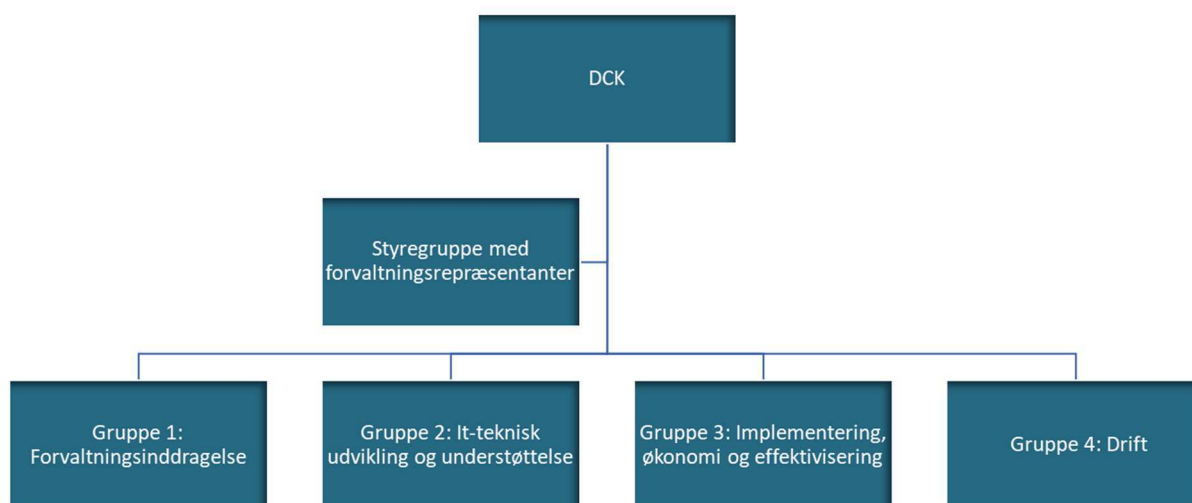 DCK
Styregruppe med
forvaltningsrepræsentanter
Gruppe 1:
Forvaltningsinddragelse
Gruppe 2: It-teknisk
udvikling og understøttelse
Gruppe 3: Implementering,
økonomi og effektivisering
Gruppe 4: Drift